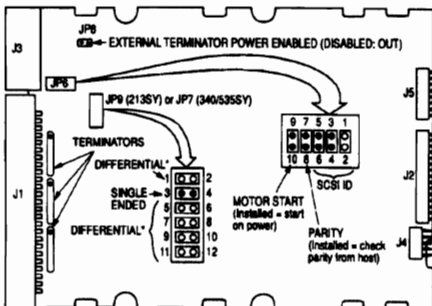 JP8
EXTERNAL TERMINATOR POWER ENABLED (DISABLED: OUT)
J3
JP6
JP9 (213SY) or JP7 (340/535SY)
J5
9 7 5 3 1
10 8 6 4 2
TERMINATORS
DIFFERENTIAL*
1 2
SINGLE
ENDED
3 4
5 6
7 8
DIFFERENTIAL*
9 10
11 12
J1
SCSI ID
MOTOR START
(Installed = start
on power)
PARITY
(Installed = check
parity from host)
J2
J4